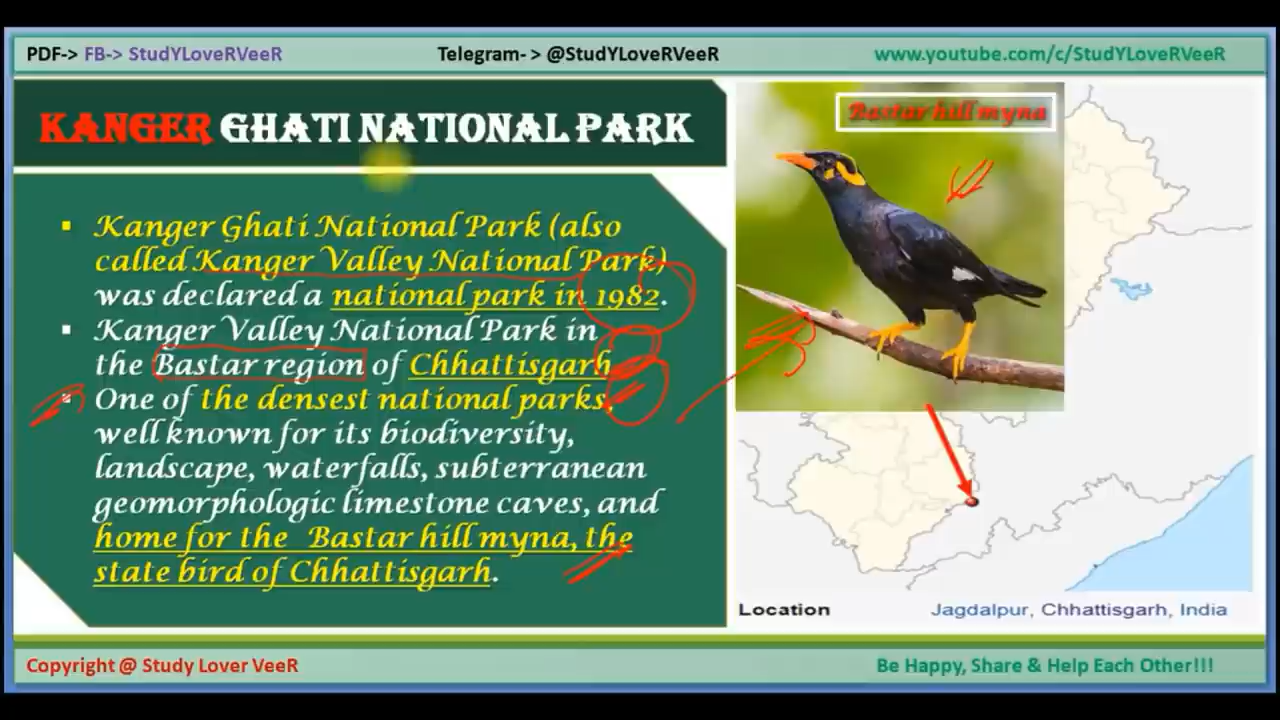 PDF-> FB-> StudYLoveRVeeR
Telegram- > @StudYLoveRVeeR
www.youtube.com/c/StudYLoveRVeeR
KANGER GHATI NATIONAL PARK
Bastar hill myna
▪ Kanger Ghati National Park (also
called Kanger Valley National Park)
was declared a national park in 1982.
▪ Kanger Valley National Park in
the Bastar region of Chhattisgarh
▪ One of the densest national parks,
well known for its biodiversity,
landscape, waterfalls, subterranean
geomorphologic limestone caves, and
home for the Bastar hill myna, the
state bird of Chhattisgarh.
Location
Jagdalpur, Chhattisgarh, India
Copyright @ Study Lover VeeR
Be Happy, Share & Help Each Other!!!